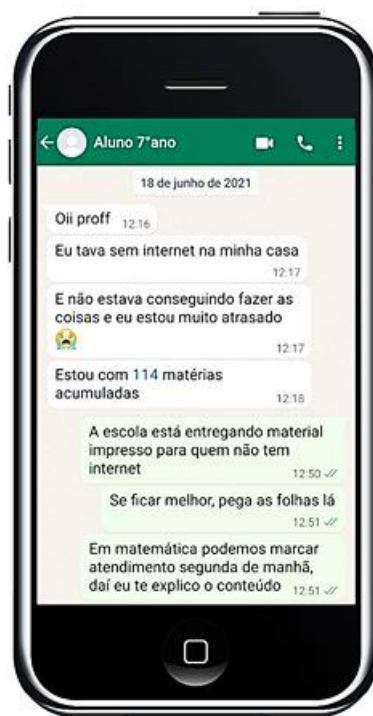 Aluno 7°ano
18 de junho de 2021
Oii proff 12:16
Eu tava sem internet na minha casa
12:17
E não estava conseguindo fazer as
coisas e eu estou muito atrasado
😭 12:17
Estou com 114 matérias
acumuladas 12:18
A escola está entregando material
impresso para quem não tem
internet 12:50
Se ficar melhor, pega as folhas lá
12:51
Em matemática podemos marcar
atendimento segunda de manhã,
daí eu te explico o conteúdo 12:51